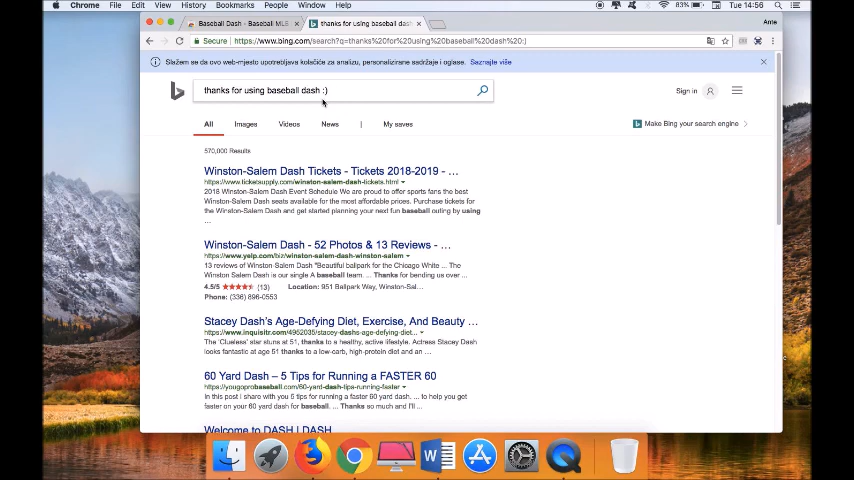 Chrome File Edit View History Bookmarks People Window Help 83% Tue 14:56
Baseball Dash - Baseball MLB
thanks for using baseball dash
Ante
Secure https://www.bing.com/search?q=thanks%20for%20using%20baseball%20dash%20:)
Slažem se da ovo web-mjesto upotrebljava kolačiće za analizu, personalizirane sadržaje i oglase. Saznajte više
thanks for using baseball dash :)
Sign in
All Images Videos News | My saves
Make Bing your search engine
570,000 Results
Winston-Salem Dash Tickets - Tickets 2018-2019 - …
https://www.ticketsupply.com/winston-salem-dash-tickets.html
2018 Winston-Salem Dash Event Schedule We are proud to offer sports fans the best
Winston-Salem Dash seats available for the most affordable prices. Purchase tickets for
the Winston-Salem Dash and get started planning your next fun baseball outing by using
…
Winston-Salem Dash - 52 Photos & 13 Reviews - …
https://www.yelp.com/biz/winston-salem-dash-winston-salem
13 reviews of Winston-Salem Dash "Beautiful ballpark for the Chicago White ... The
Winston Salem Dash is our single A baseball team. ... Thanks for bending us over ...
4.5/5 (13) Location: 951 Ballpark Way, Winston-Sal...
Phone: (336) 896-0553
Stacey Dash's Age-Defying Diet, Exercise, And Beauty …
https://www.inquisitr.com/4952035/stacey-dashs-age-defying-diet...
The 'Clueless' star stuns at 51, thanks to a healthy, active lifestyle. Actress Stacey Dash
looks fantastic at age 51 thanks to a high-protein diet and an ...
60 Yard Dash – 5 Tips for Running a FASTER 60
https://yougoprobaseball.com/60-yard-dash-tips-running-faster
In this post I share with you 5 tips for running a faster 60 yard dash. ... to help you get
faster on your 60 yard dash for baseball. ... Thanks so much and I'll ...
Welcome to DASH | DASH